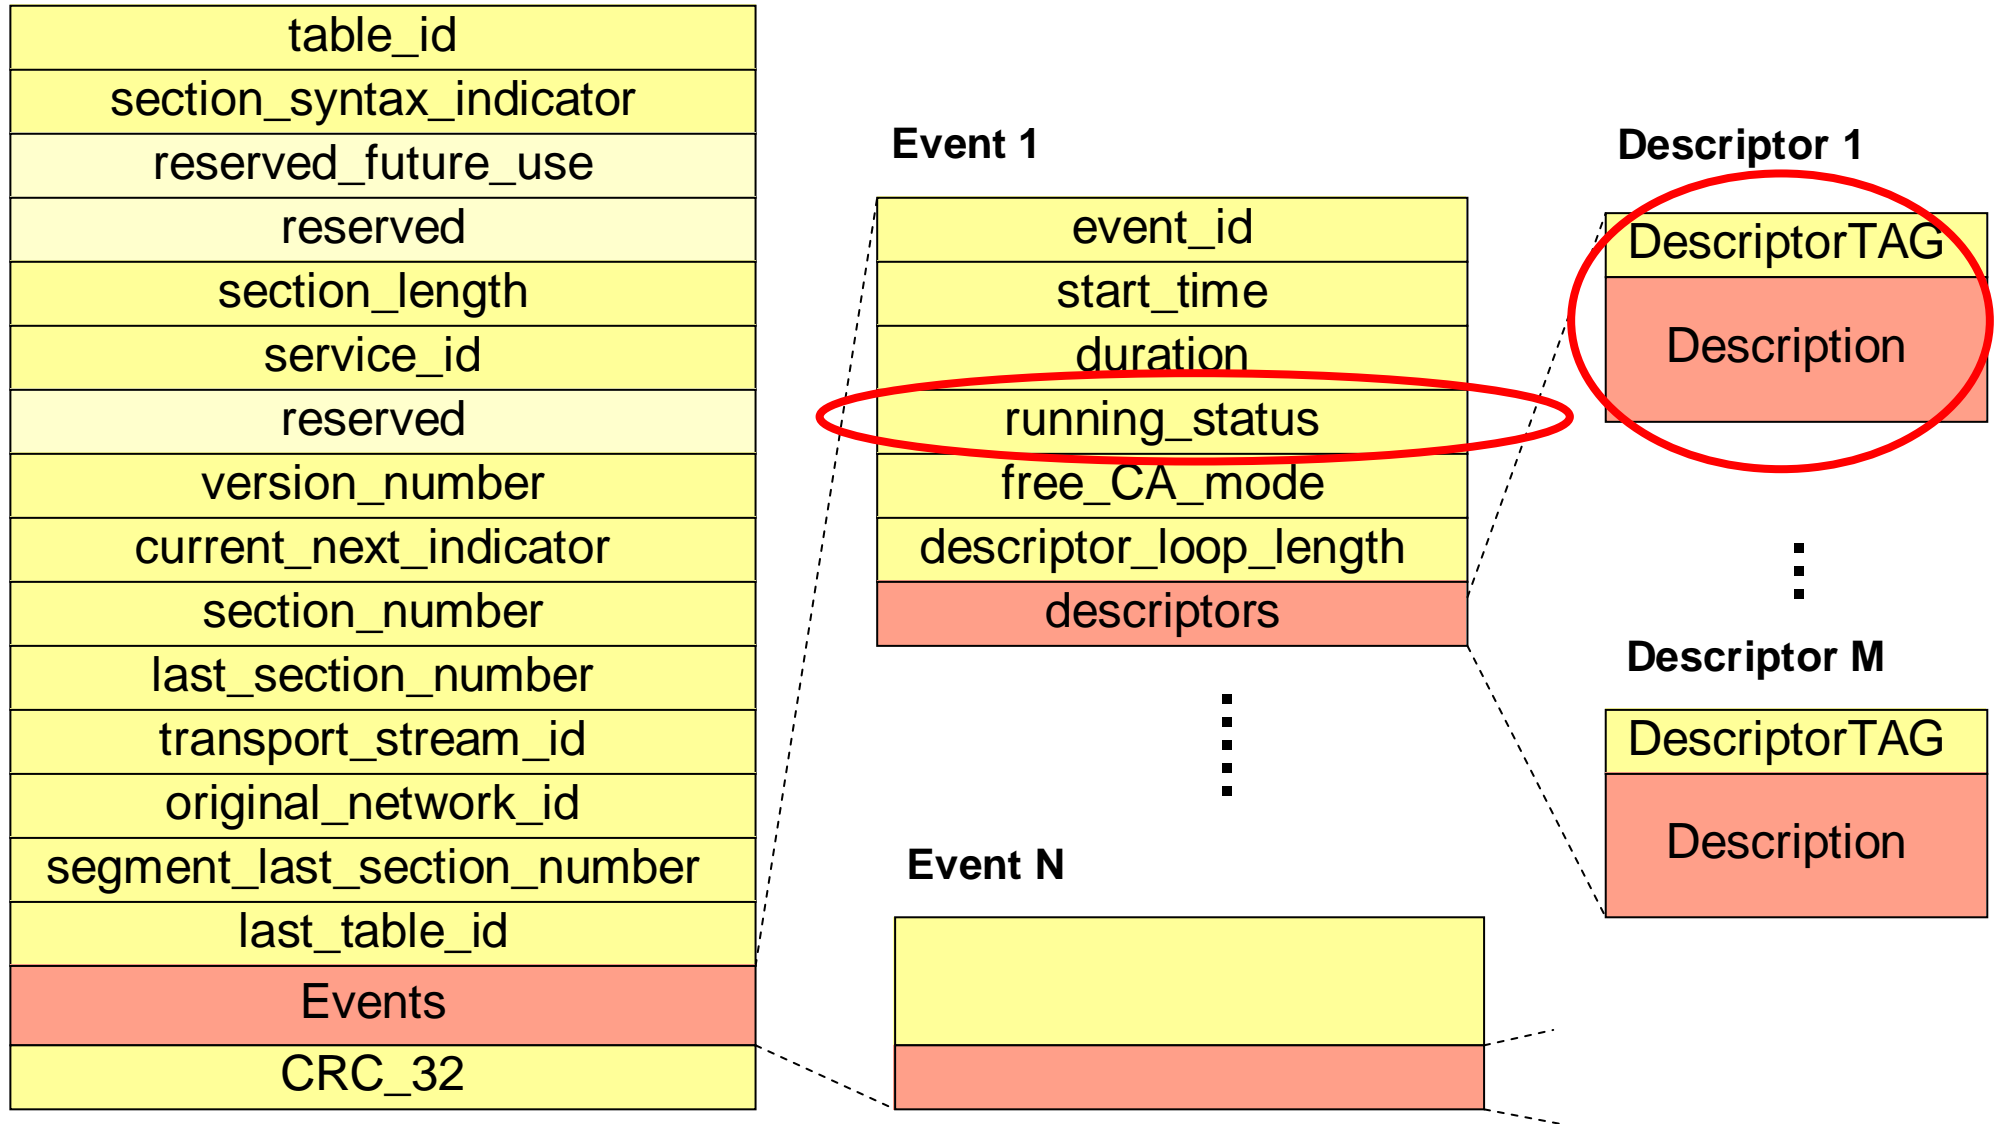 table_id
section_syntax_indicator
reserved_future_use
reserved
section_length
service_id
reserved
version_number
current_next_indicator
section_number
last_section_number
transport_stream_id
original_network_id
segment_last_section_number
last_table_id
Events
CRC_32
Event 1
event_id
start_time
duration
running_status
free_CA_mode
descriptor_loop_length
descriptors
Event N
Descriptor 1
DescriptorTAG
Description
Descriptor M
DescriptorTAG
Description